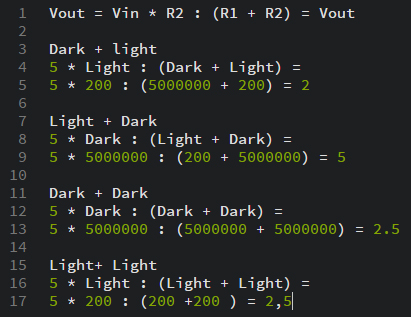 1 Vout = Vin * R2 : (R1 + R2) = Vout
2
3 Dark + light
4 5 * Light : (Dark + Light) =
5 5 * 200 : (5000000 + 200) = 2
6
7 Light + Dark
8 5 * Dark : (Light + Dark) =
9 5 * 5000000 : (200 + 5000000) = 5
10
11 Dark + Dark
12 5 * Dark : (Dark + Dark) =
13 5 * 5000000 : (5000000 + 5000000) = 2.5
14
15 Light+ Light
16 5 * Light : (Light + Light) =
17 5 * 200 : (200 +200 ) = 2,5